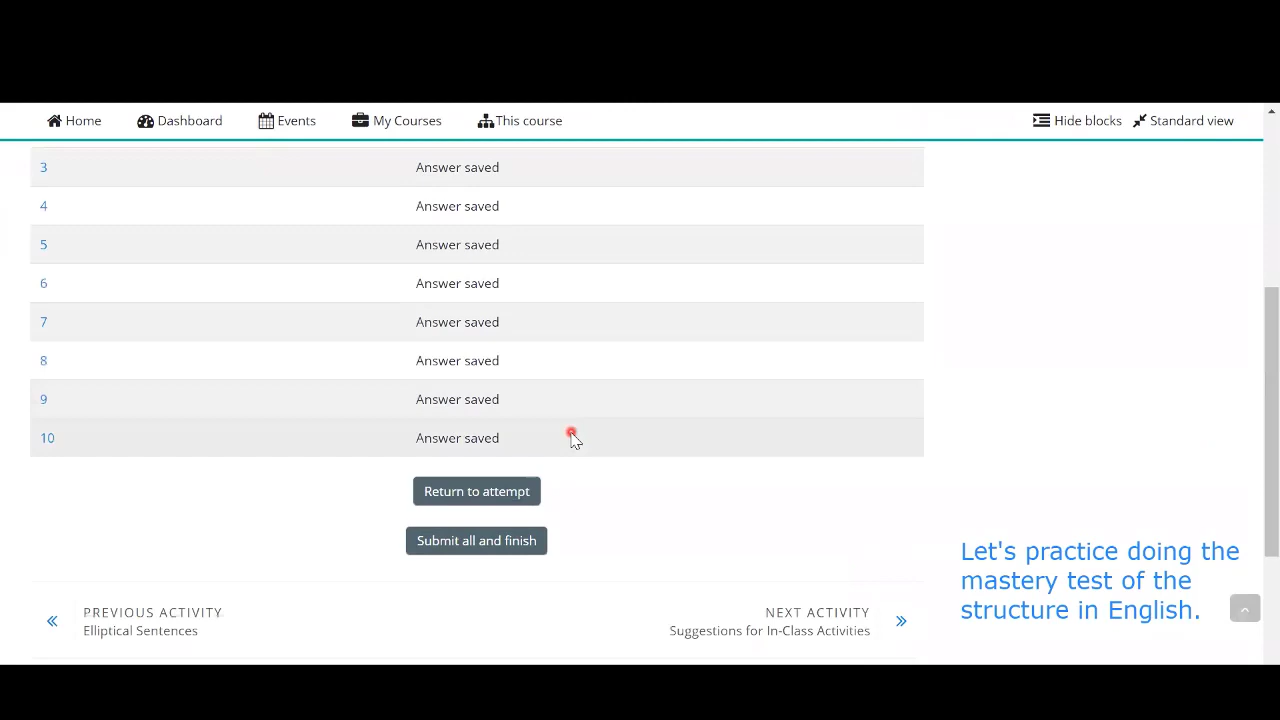 Home Dashboard Events My Courses This course Hide blocks Standard view
3 Answer saved
4 Answer saved
5 Answer saved
6 Answer saved
7 Answer saved
8 Answer saved
9 Answer saved
10 Answer saved
Return to attempt
Submit all and finish
PREVIOUS ACTIVITY
Elliptical Sentences
NEXT ACTIVITY
Suggestions for In-Class Activities
Let's practice doing the
mastery test of the
structure in English.